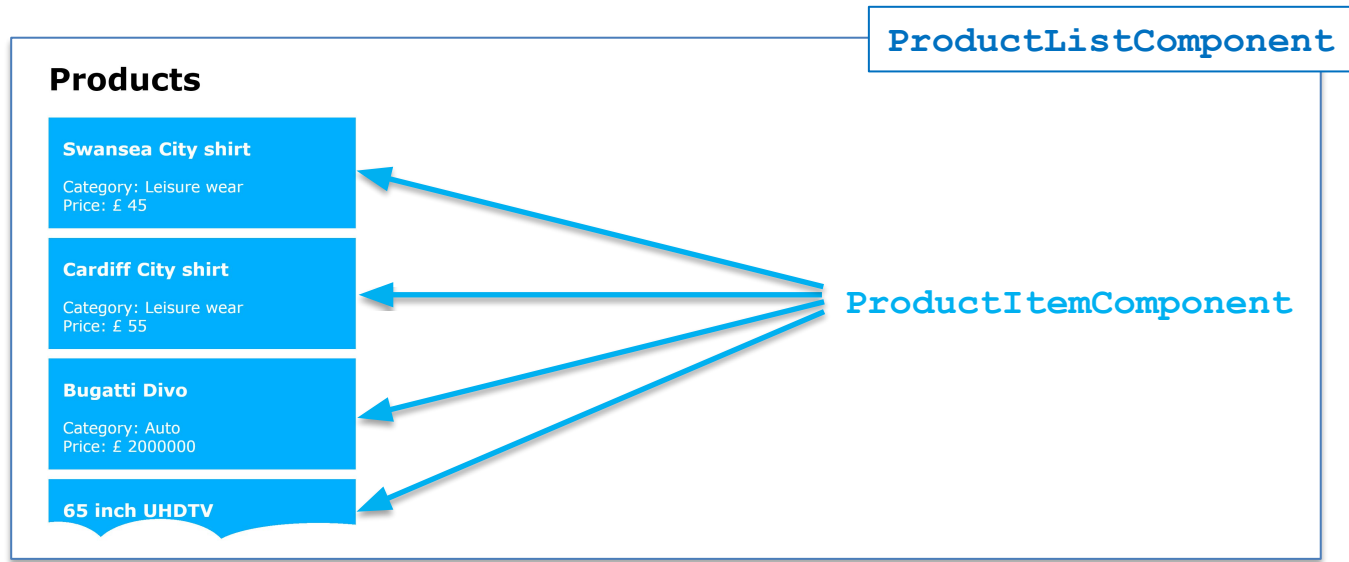 ProductListComponent
Products
Swansea City shirt
Category: Leisure wear
Price: £ 45
Cardiff City shirt
Category: Leisure wear
Price: £ 55
ProductItemComponent
Bugatti Divo
Category: Auto
Price: £ 2000000
65 inch UHDTV